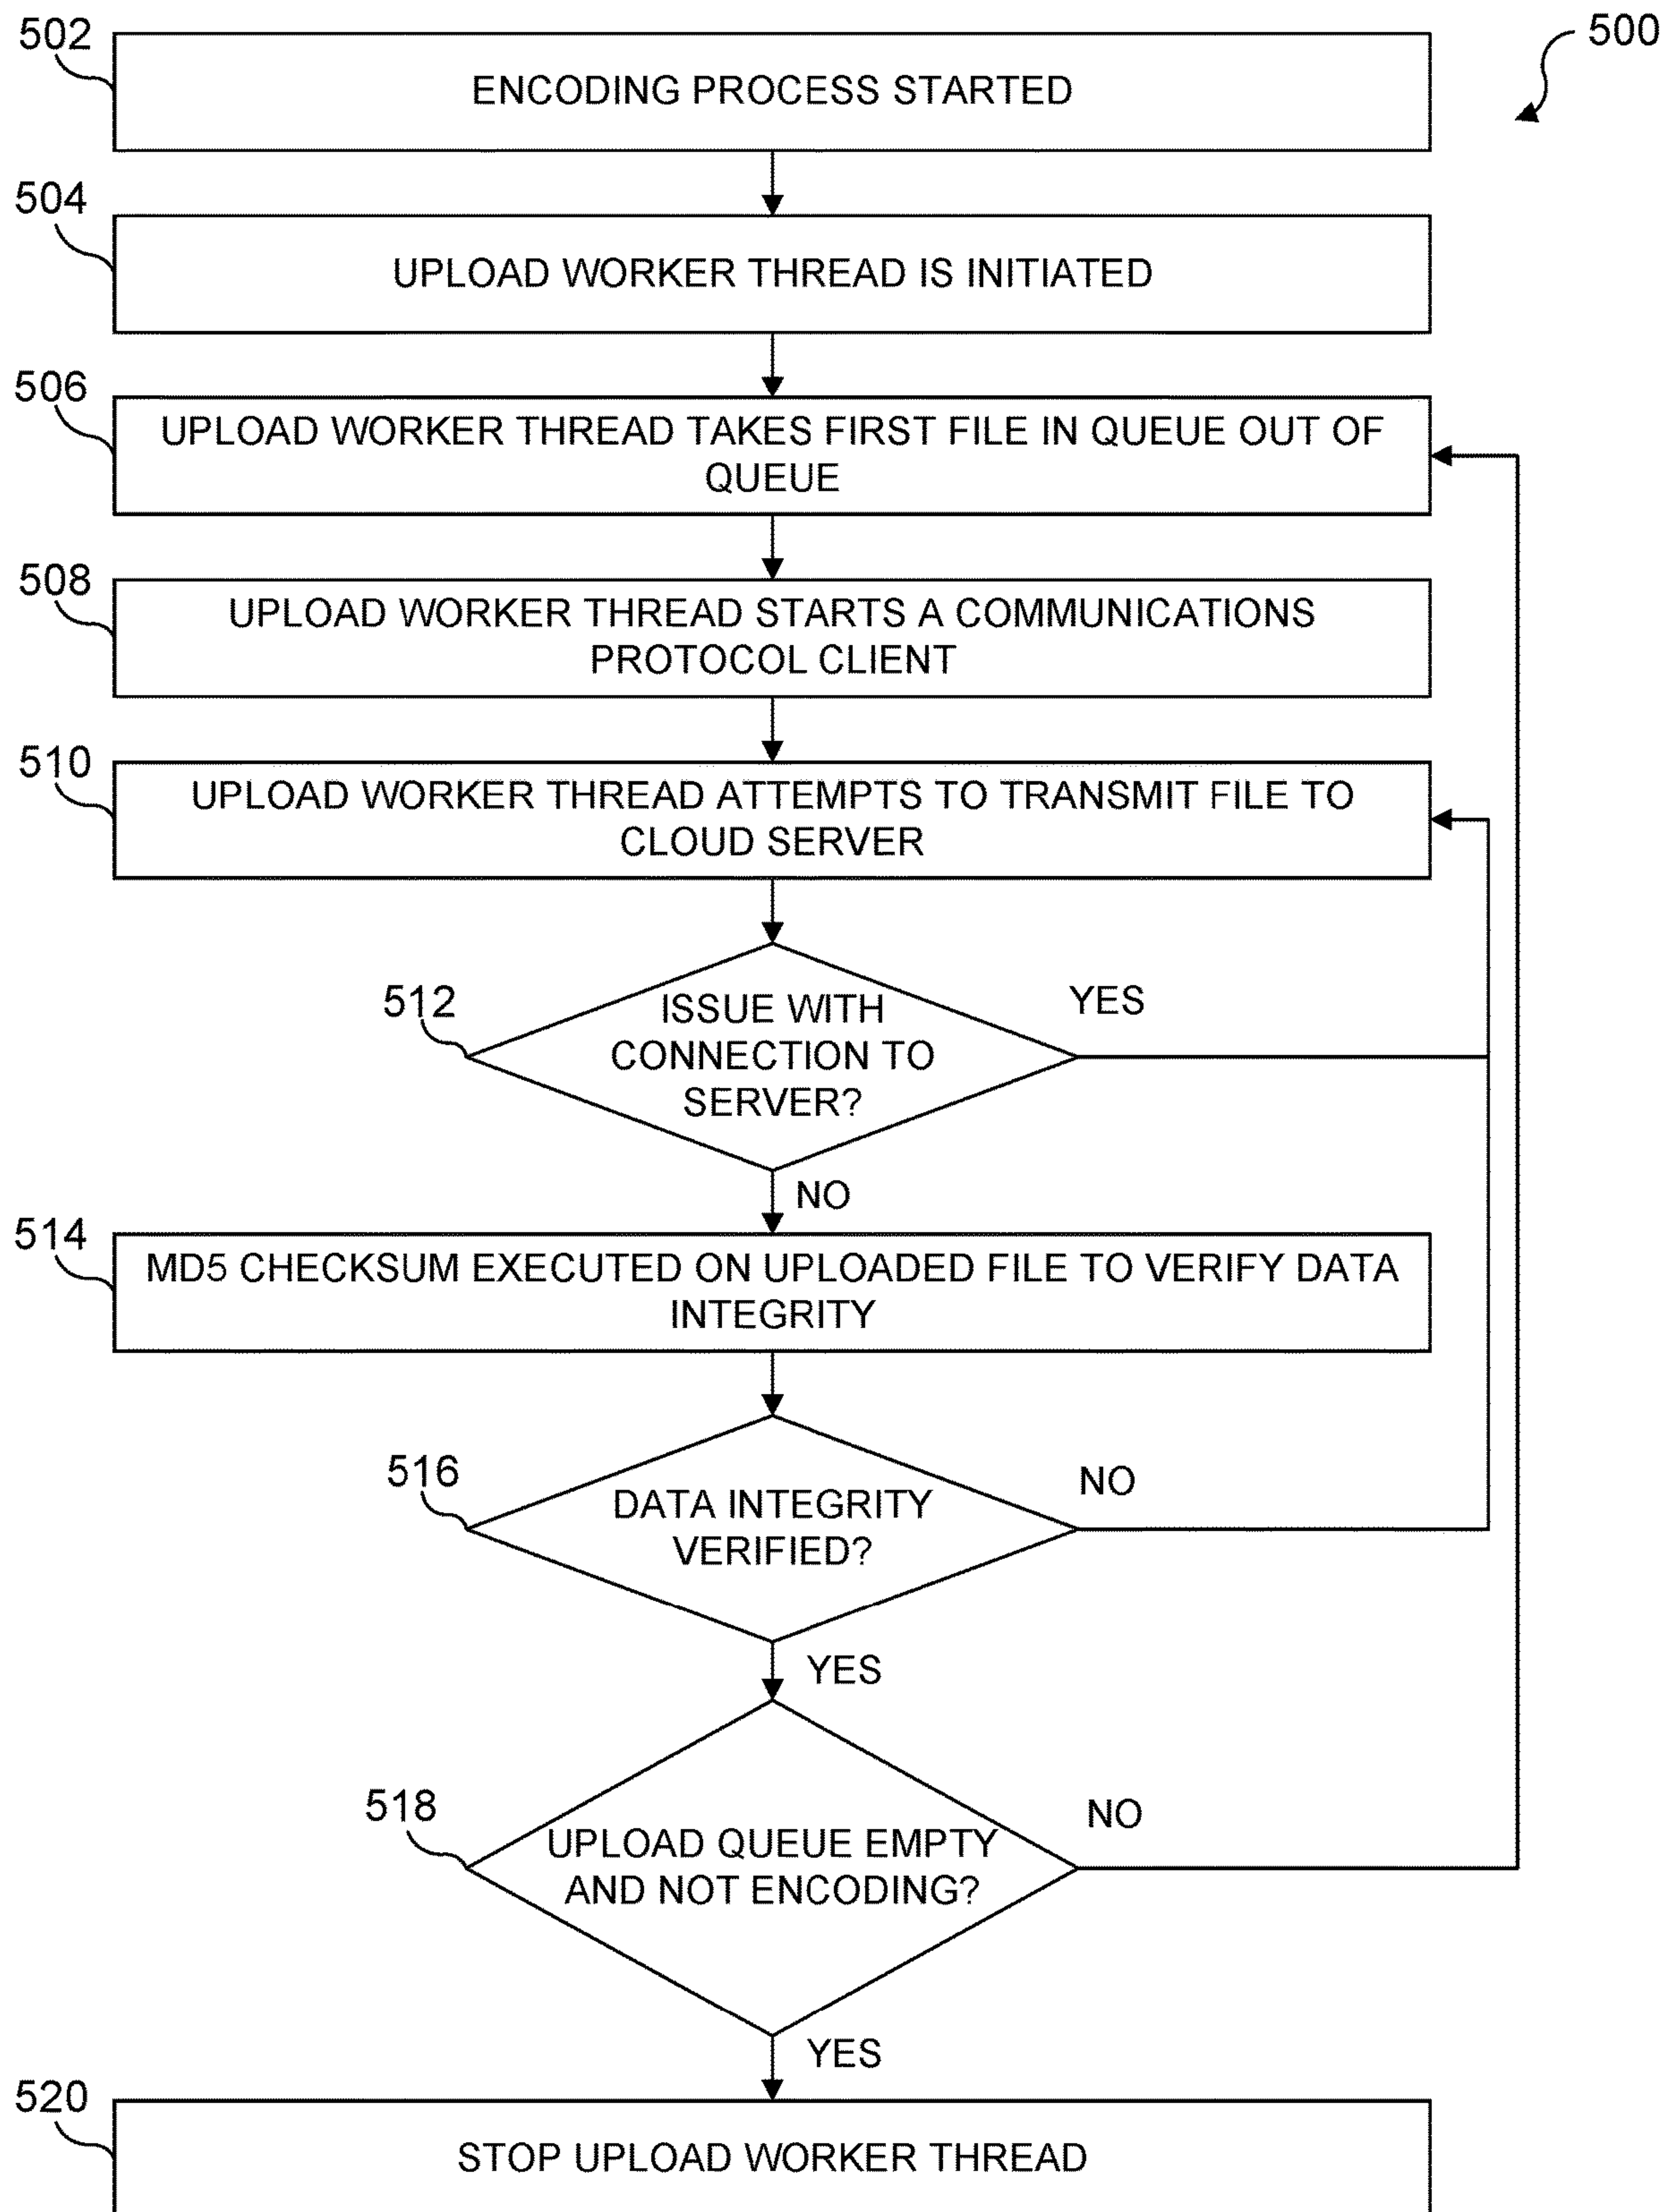 502
500
ENCODING PROCESS STARTED
504
UPLOAD WORKER THREAD IS INITIATED
506
UPLOAD WORKER THREAD TAKES FIRST FILE IN QUEUE OUT OF
QUEUE
508
UPLOAD WORKER THREAD STARTS A COMMUNICATIONS
PROTOCOL CLIENT
510
UPLOAD WORKER THREAD ATTEMPTS TO TRANSMIT FILE TO
CLOUD SERVER
512
ISSUE WITH
CONNECTION TO
SERVER?
YES
NO
514
MD5 CHECKSUM EXECUTED ON UPLOADED FILE TO VERIFY DATA
INTEGRITY
516
DATA INTEGRITY
VERIFIED?
NO
YES
518
UPLOAD QUEUE EMPTY
AND NOT ENCODING?
NO
YES
520
STOP UPLOAD WORKER THREAD